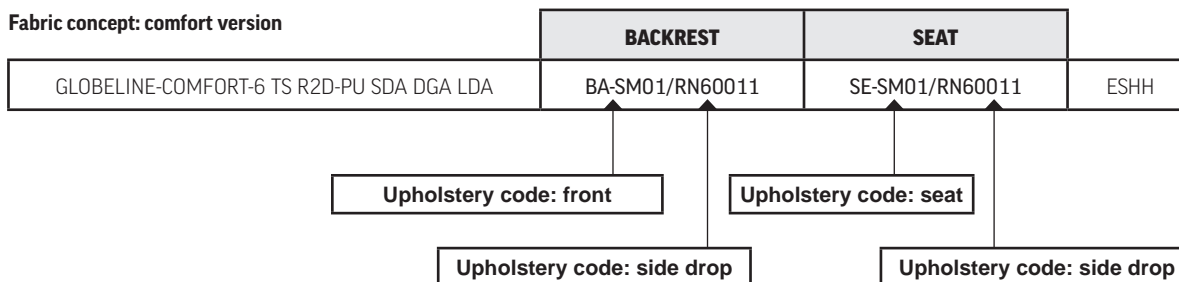 Fabric concept: comfort version
BACKREST SEAT
GLOBELINE-COMFORT-6 TS R2D-PU SDA DGA LDA BA-SM01/RN60011 SE-SM01/RN60011 ESHH
Upholstery code: front Upholstery code: seat
Upholstery code: side drop Upholstery code: side drop